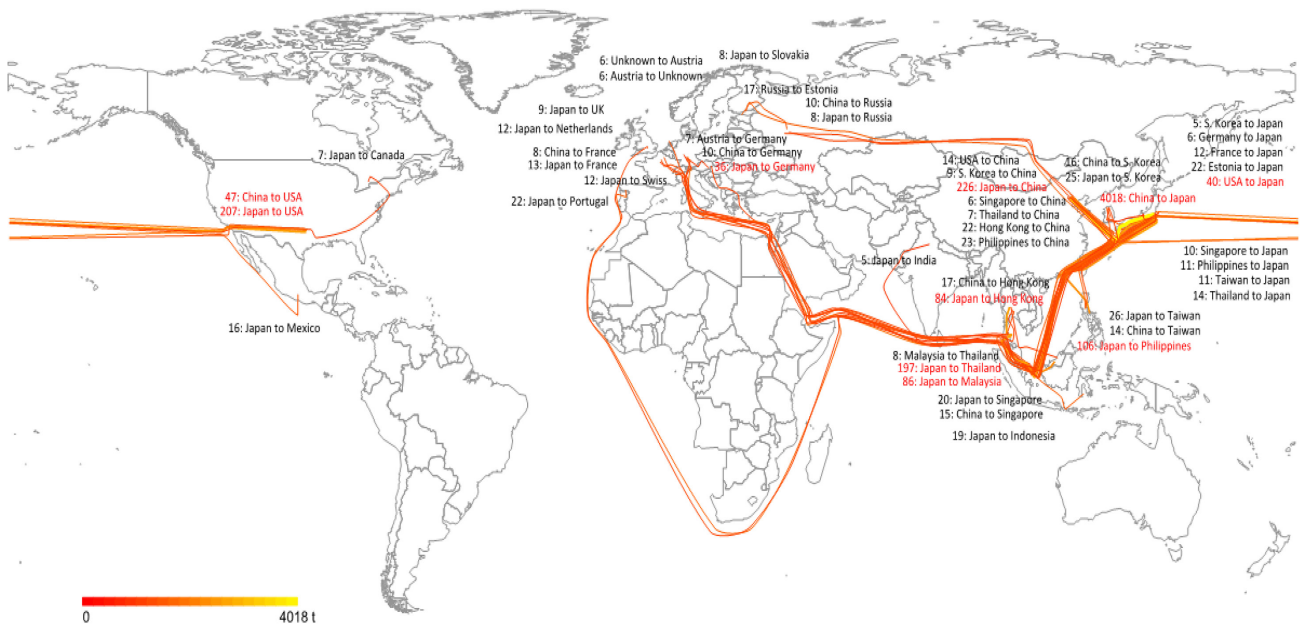 6: Unknown to Austria
6: Austria to Unknown
8: Japan to Slovakia
17: Russia to Estonia
10: China to Russia
8: Japan to Russia
9: Japan to UK
12: Japan to Netherlands
8: China to France
13: Japan to France
12: Japan to Swiss
22: Japan to Portugal
7: Austria to Germany
10: China to Germany
36: Japan to Germany
7: Japan to Canada
47: China to USA
207: Japan to USA
16: Japan to Mexico
14: USA to China
9: S. Korea to China
226: Japan to China
6: Singapore to China
7: Thailand to China
22: Hong Kong to China
23: Philippines to China
16: China to S. Korea
25: Japan to S. Korea
4018: China to Japan
5: S. Korea to Japan
6: Germany to Japan
12: France to Japan
22: Estonia to Japan
40: USA to Japan
10: Singapore to Japan
11: Philippines to Japan
11: Taiwan to Japan
14: Thailand to Japan
5: Japan to India
17: China to Hong Kong
84: Japan to Hong Kong
26: Japan to Taiwan
14: China to Taiwan
106: Japan to Philippines
8: Malaysia to Thailand
197: Japan to Thailand
86: Japan to Malaysia
20: Japan to Singapore
15: China to Singapore
19: Japan to Indonesia
0
4018 t